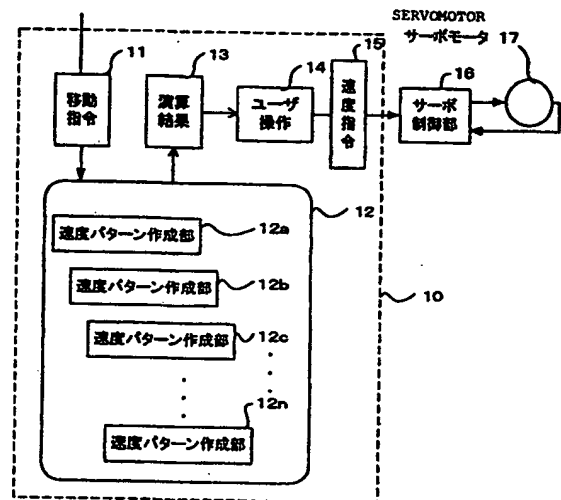 SERVOMOTOR
サーボモータ 17
11
13
14
15
16
移動
指令
演算
結果
ユーザ
操作
速度指令
サーボ
制御部
12
速度パターン作成部 12a
速度パターン作成部 12b
速度パターン作成部 12c
10
12n
速度パターン作成部